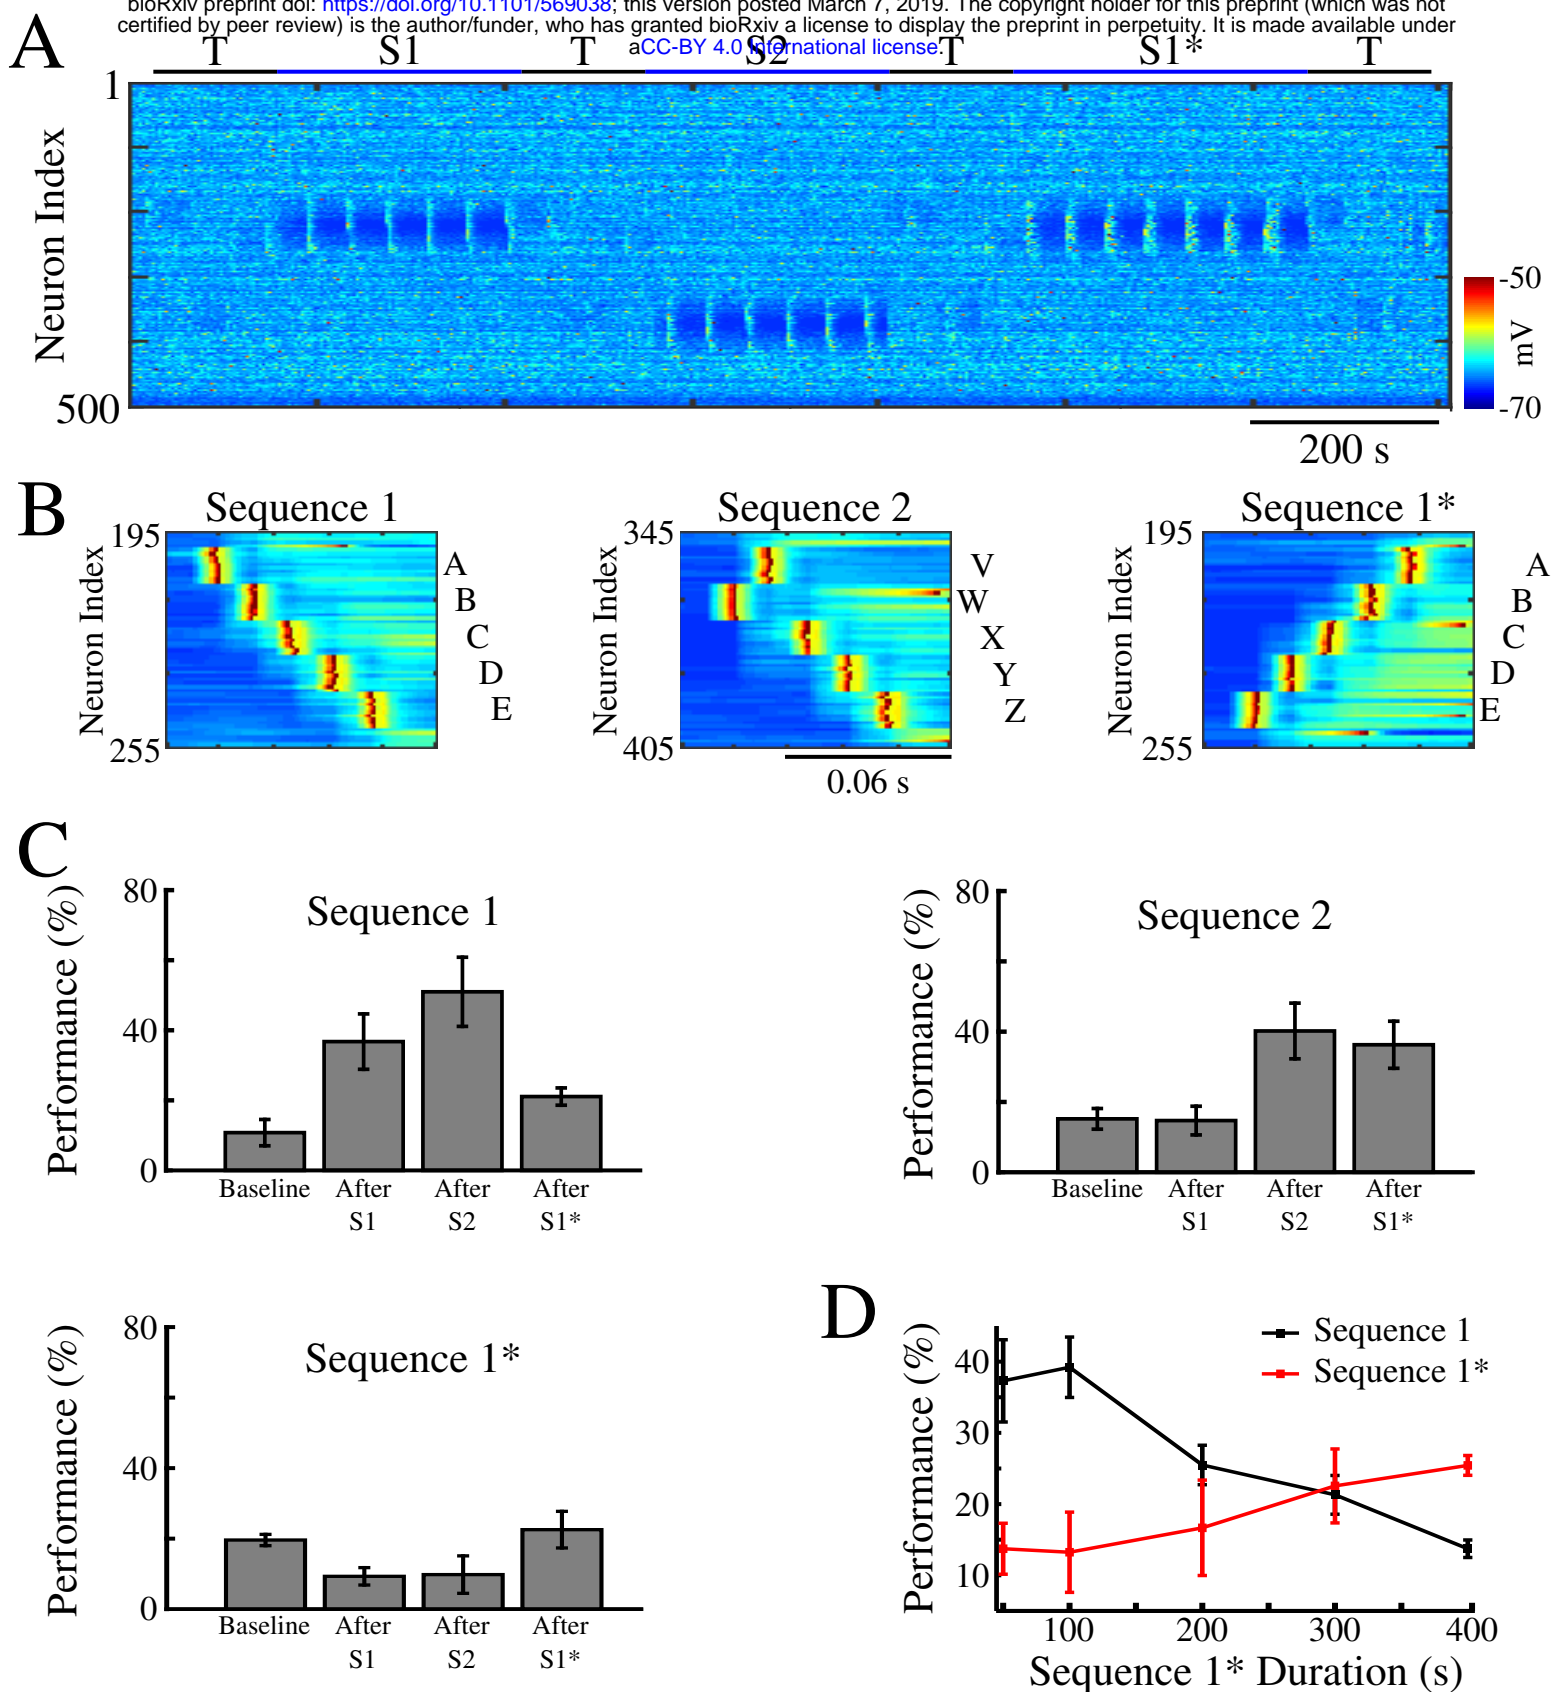 bioRxiv preprint doi: https://doi.org/10.1101/569038; this version posted March 7, 2019. The copyright holder for this preprint (which was not
certified by peer review) is the author/funder, who has granted bioRxiv a license to display the preprint in perpetuity. It is made available under
aCC-BY 4.0 International license.
A
T S1 T S2 T S1* T
1
Neuron Index
500
-50
mV
-70
200 s
B
Sequence 1
195
Neuron Index
255
A
B
C
D
E
Sequence 2
345
Neuron Index
405
V
W
X
Y
Z
0.06 s
Sequence 1*
195
Neuron Index
255
A
B
C
D
E
C
Sequence 1
Performance (%)
80
40
0
Baseline After After After
S1 S2 S1*
Sequence 2
Performance (%)
80
40
0
Baseline After After After
S1 S2 S1*
Sequence 1*
Performance (%)
80
40
0
Baseline After After After
S1 S2 S1*
D
Sequence 1
Sequence 1*
Performance (%)
40
30
20
10
100 200 300 400
Sequence 1* Duration (s)